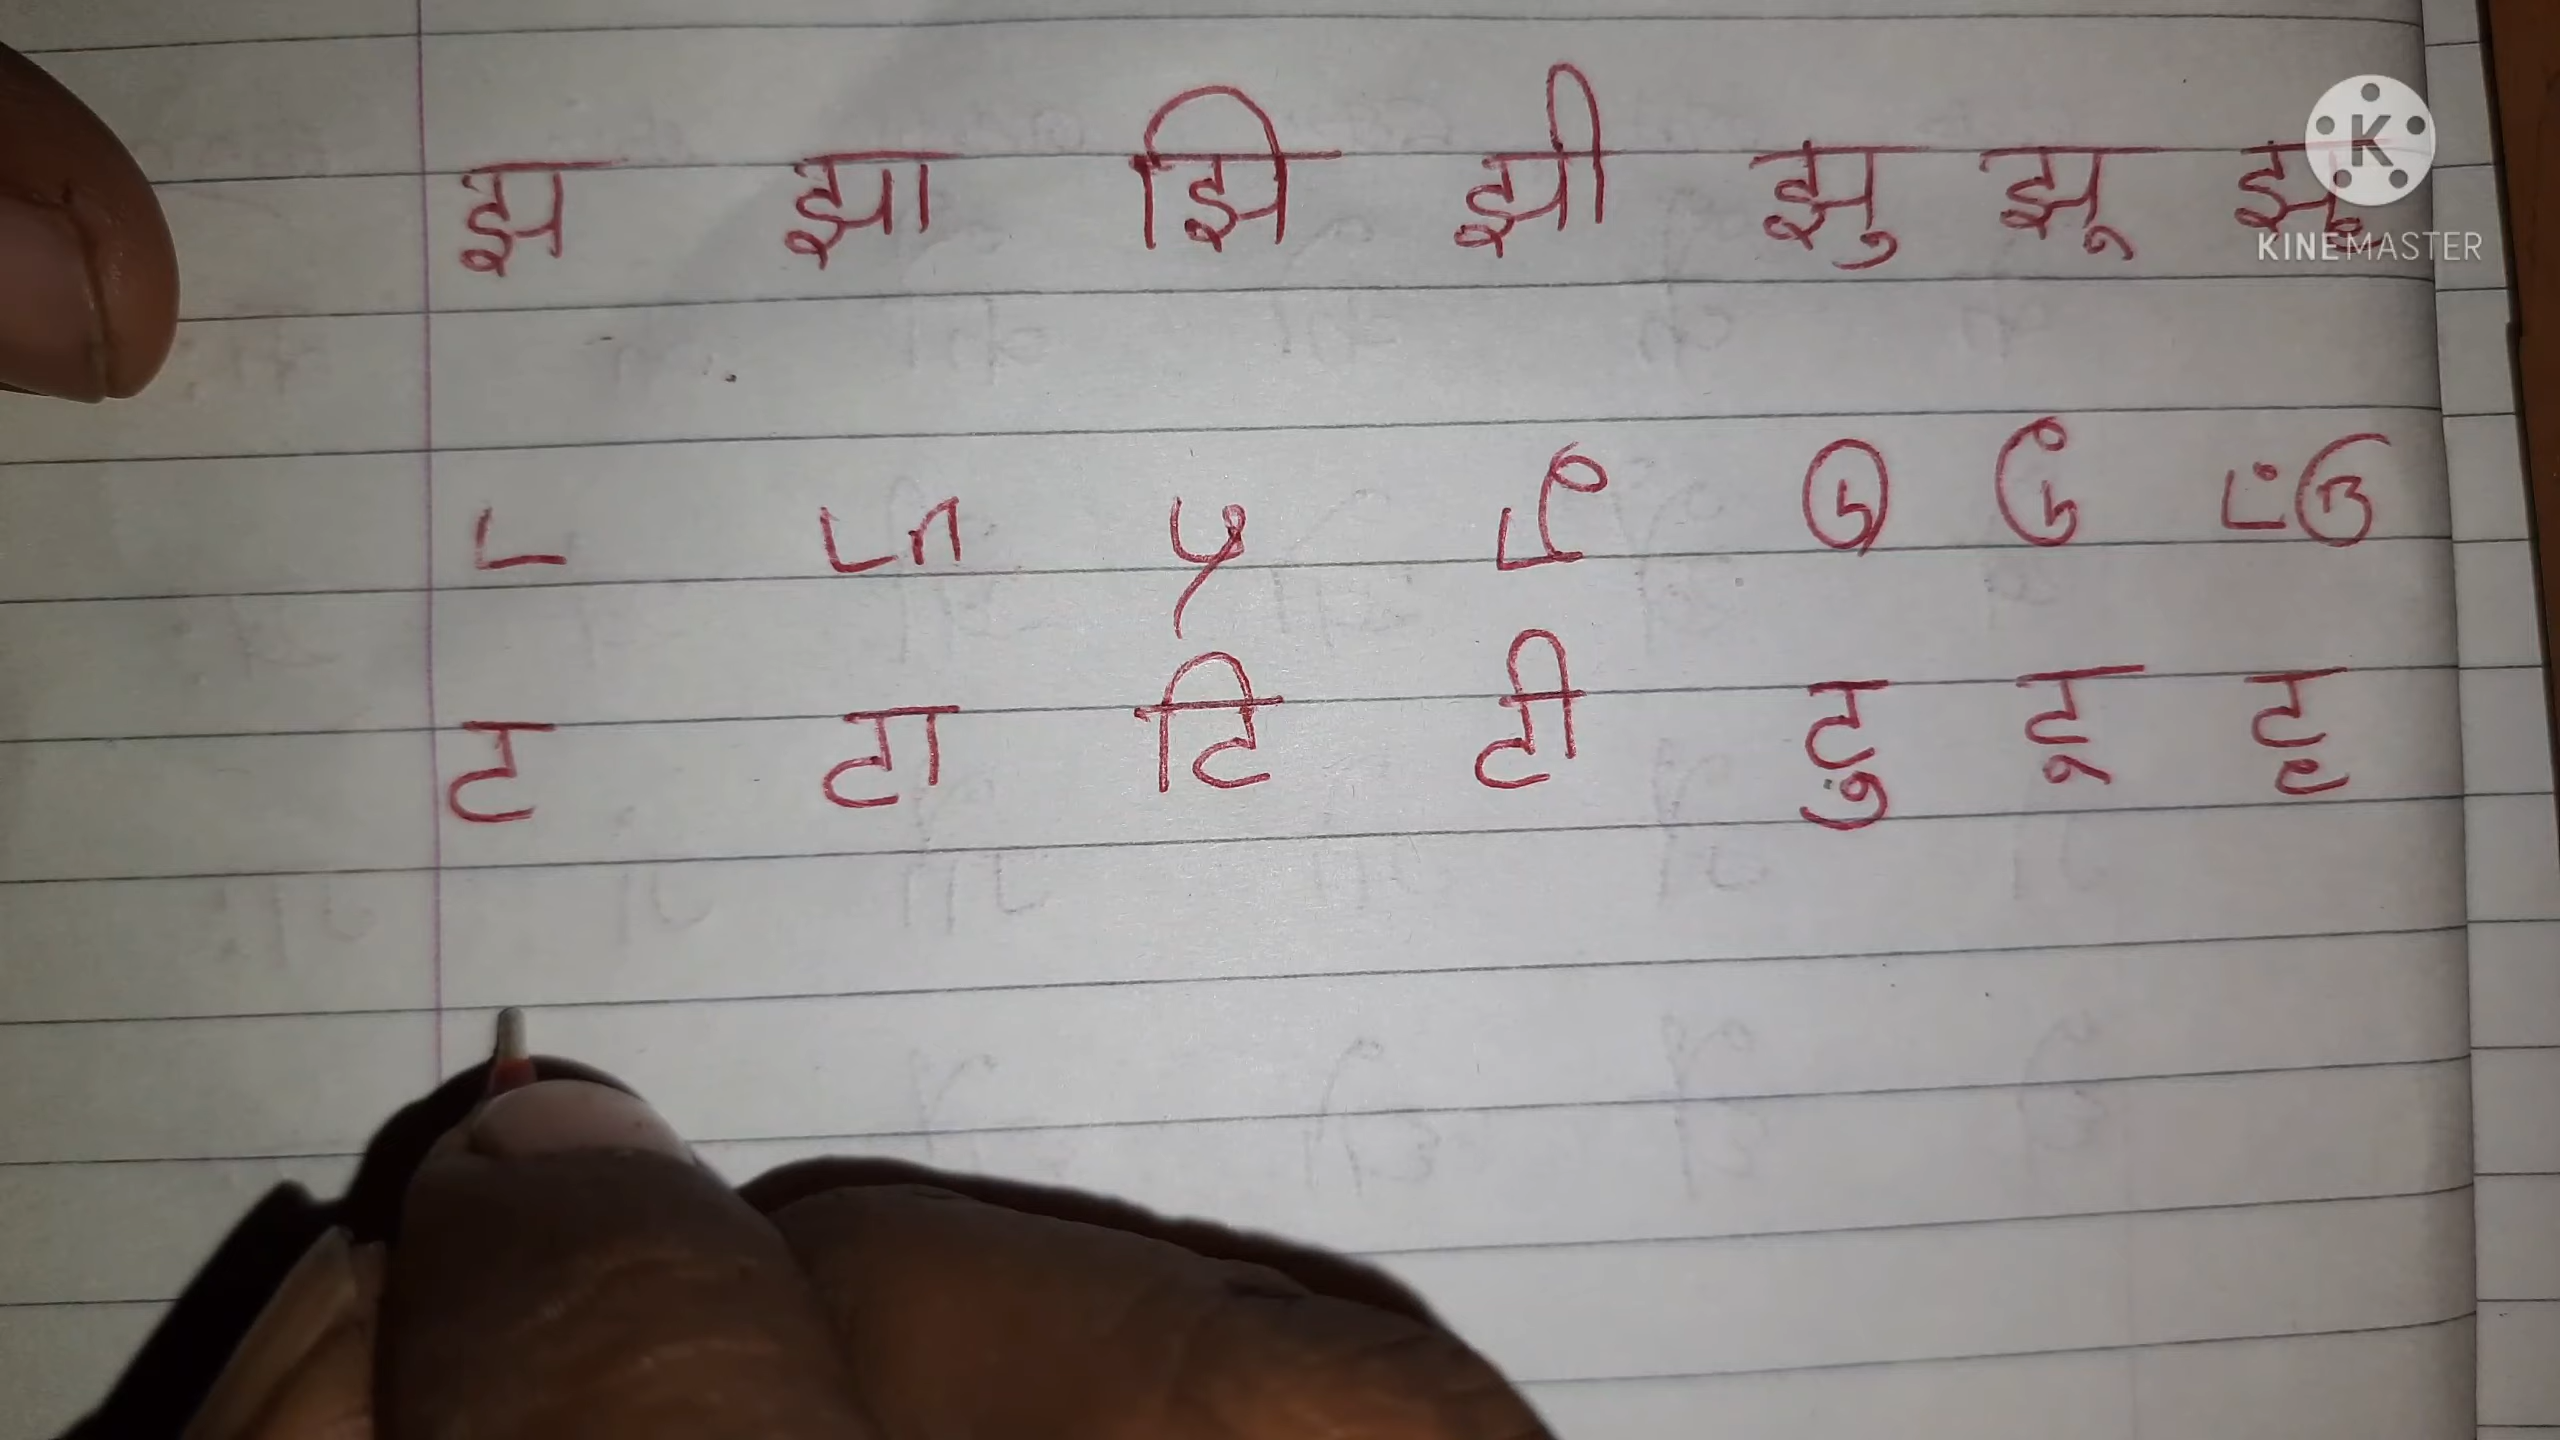 झ झा झि झी झु झू झृ
K
KINEMASTER
ட டா டி டீ டு டூ ட்ரு
ट टा टि टी टु टू टृ